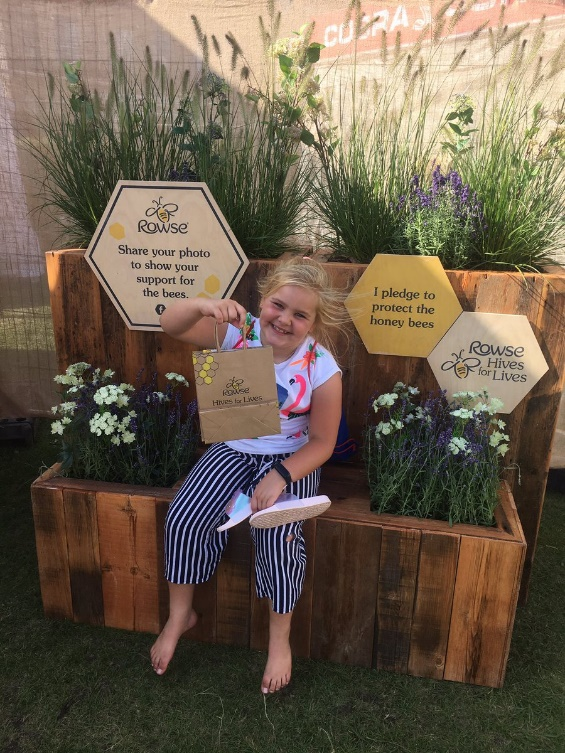 Rowse
Share your photo
to show your
support for
the bees.
f
I pledge to
protect the
honey bees
Rowse
Hives
for Lives
Rowse
Hives for Lives